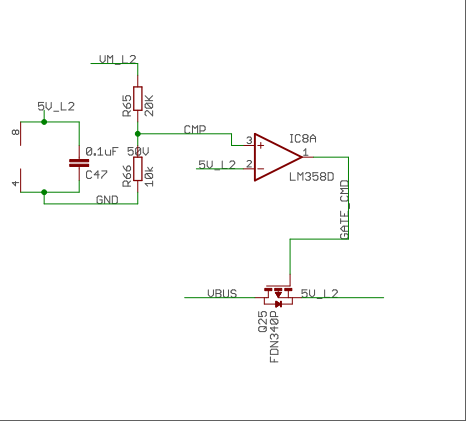 VM_L2
R65
20K
5V_L2
8
CMP
IC8A
3
+
1
0.1uF 50V
5V_L2
2
-
C47
R66
10k
LM358D
4
GND
GATE_CMD
VBUS
5V_L2
Q25
FDN340P